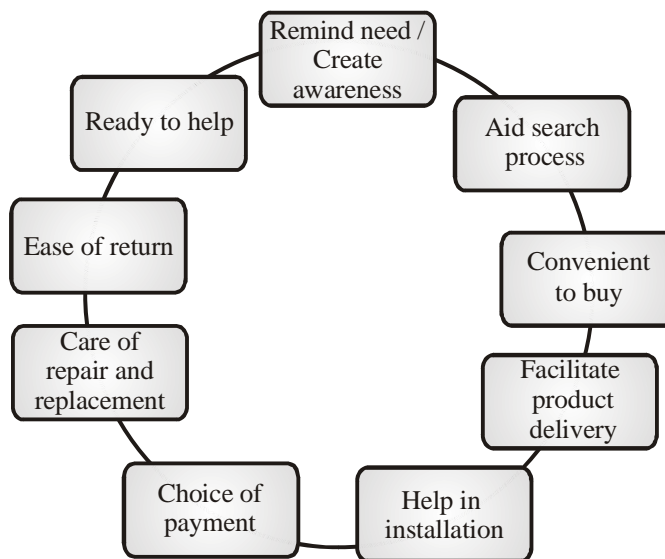 Remind need /
Create
awareness
Aid search
process
Convenient
to buy
Facilitate
product
delivery
Help in
installation
Choice of
payment
Care of
repair and
replacement
Ease of return
Ready to help